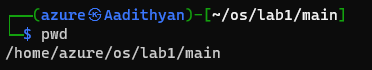 ┌──(azure㉿Aadithyan)-[~/os/lab1/main]
└─$ pwd
/home/azure/os/lab1/main